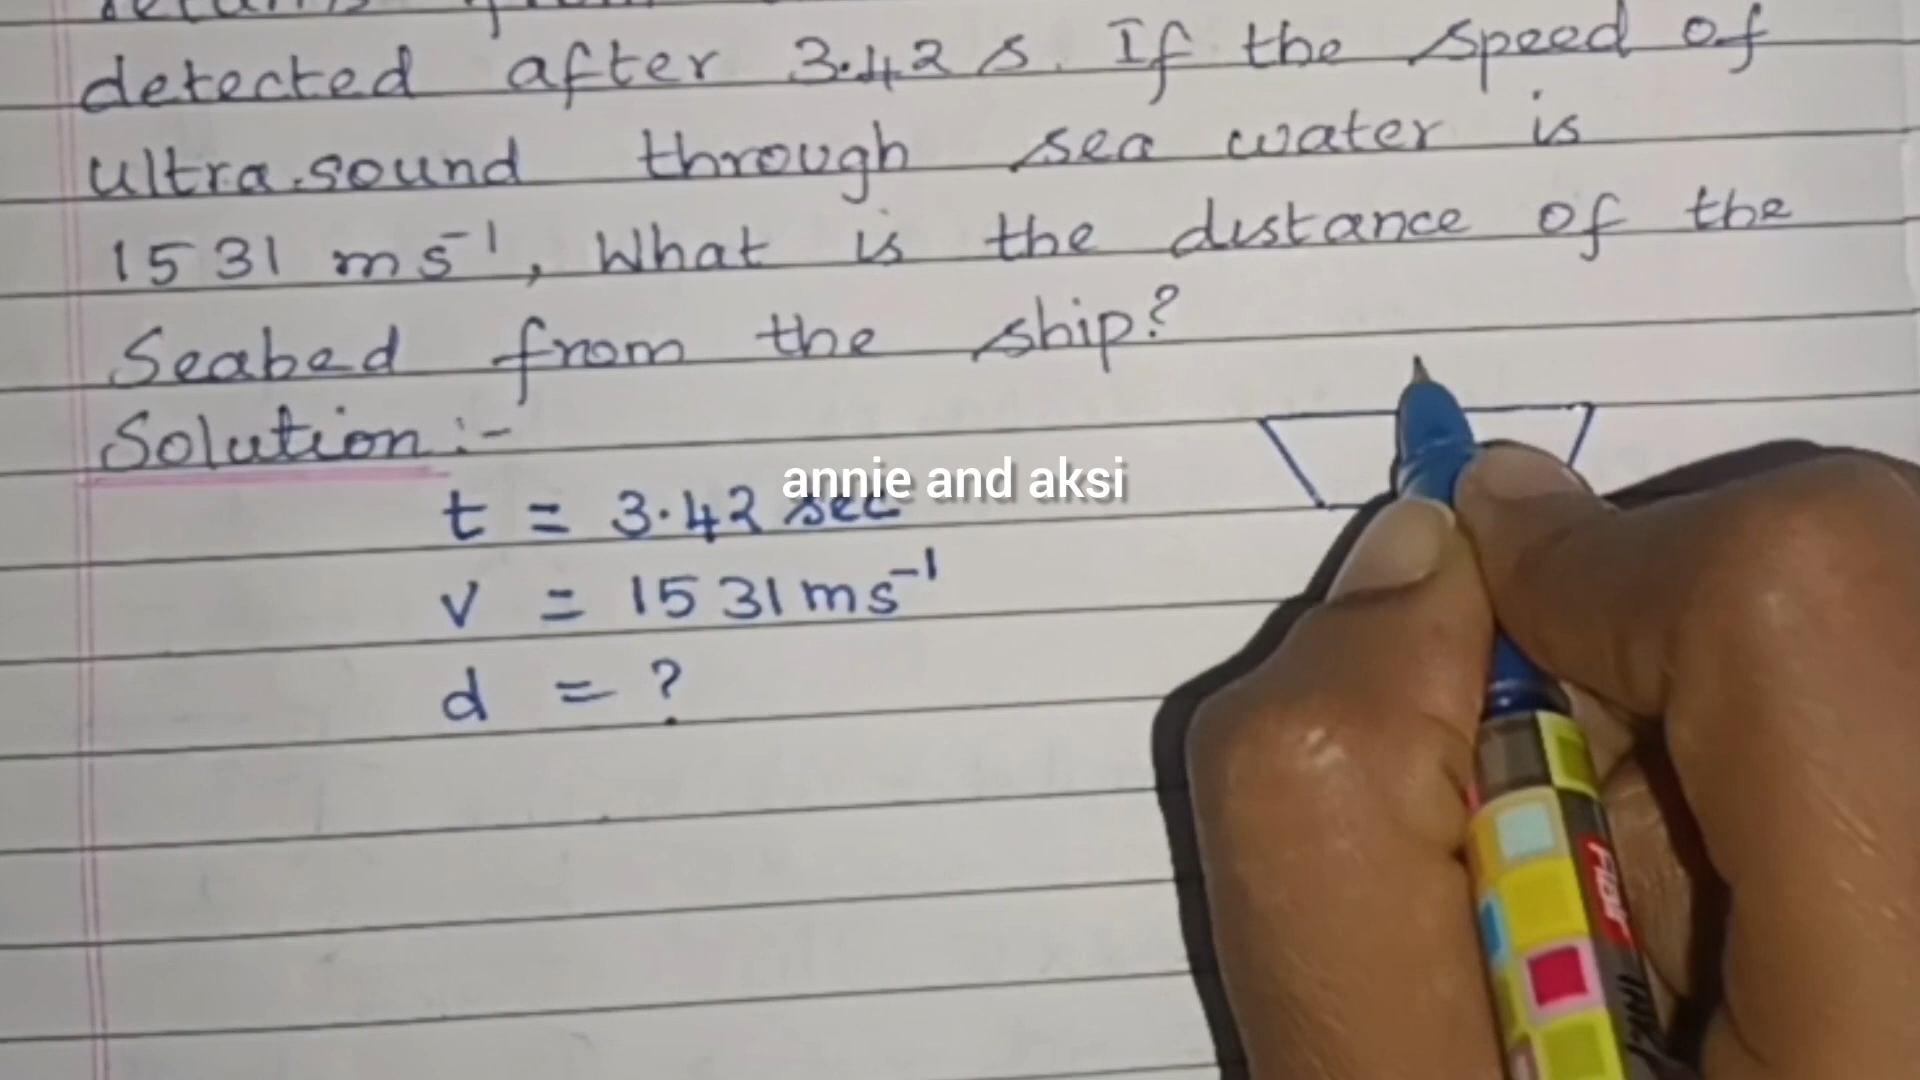 detected after 3.42 s. If the speed of
ultra.sound through sea water is
1531 ms⁻¹, What is the distance of the
Seabed from the ship?
Solution:-
annie and aksi
t = 3.42 sec
v = 1531 ms⁻¹
d = ?